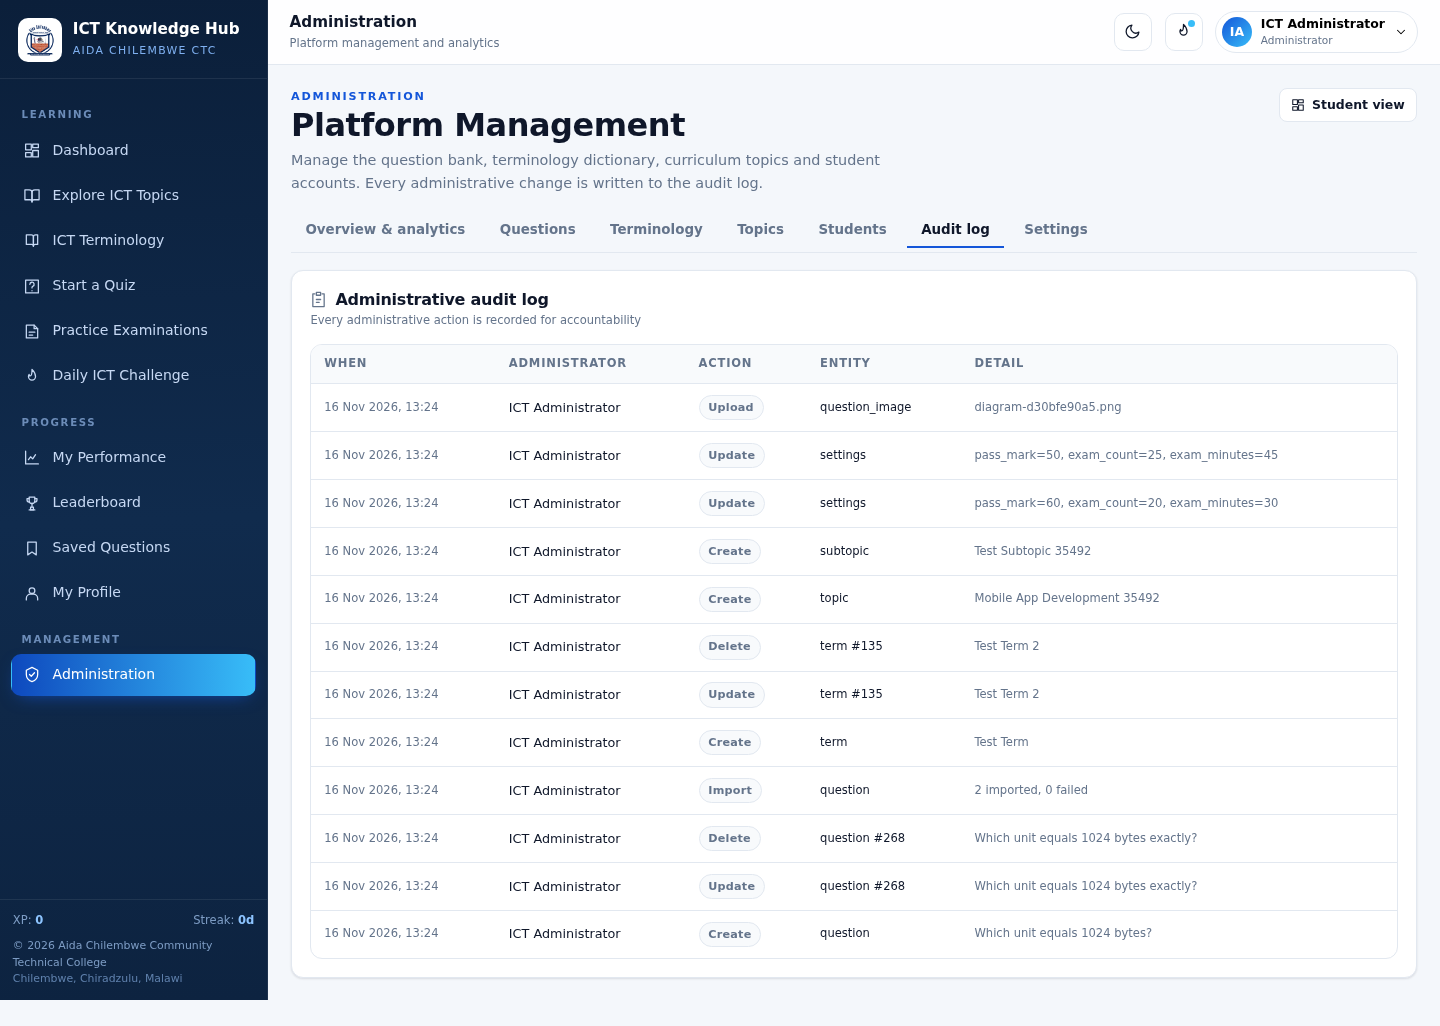 ICT Knowledge Hub
AIDA CHILEMBWE CTC
LEARNING
Dashboard
Explore ICT Topics
ICT Terminology
Start a Quiz
Practice Examinations
Daily ICT Challenge
PROGRESS
My Performance
Leaderboard
Saved Questions
My Profile
MANAGEMENT
Administration
XP: 0 Streak: 0d
© 2026 Aida Chilembwe Community
Technical College
Chilembwe, Chiradzulu, Malawi
Administration
Platform management and analytics
IA
ICT Administrator
Administrator
ADMINISTRATION
Platform Management
Manage the question bank, terminology dictionary, curriculum topics and student
accounts. Every administrative change is written to the audit log.
Student view
Overview & analytics Questions Terminology Topics Students Audit log Settings
Administrative audit log
Every administrative action is recorded for accountability
WHEN ADMINISTRATOR ACTION ENTITY DETAIL
16 Nov 2026, 13:24 ICT Administrator Upload question_image diagram-d30bfe90a5.png
16 Nov 2026, 13:24 ICT Administrator Update settings pass_mark=50, exam_count=25, exam_minutes=45
16 Nov 2026, 13:24 ICT Administrator Update settings pass_mark=60, exam_count=20, exam_minutes=30
16 Nov 2026, 13:24 ICT Administrator Create subtopic Test Subtopic 35492
16 Nov 2026, 13:24 ICT Administrator Create topic Mobile App Development 35492
16 Nov 2026, 13:24 ICT Administrator Delete term #135 Test Term 2
16 Nov 2026, 13:24 ICT Administrator Update term #135 Test Term 2
16 Nov 2026, 13:24 ICT Administrator Create term Test Term
16 Nov 2026, 13:24 ICT Administrator Import question 2 imported, 0 failed
16 Nov 2026, 13:24 ICT Administrator Delete question #268 Which unit equals 1024 bytes exactly?
16 Nov 2026, 13:24 ICT Administrator Update question #268 Which unit equals 1024 bytes exactly?
16 Nov 2026, 13:24 ICT Administrator Create question Which unit equals 1024 bytes?